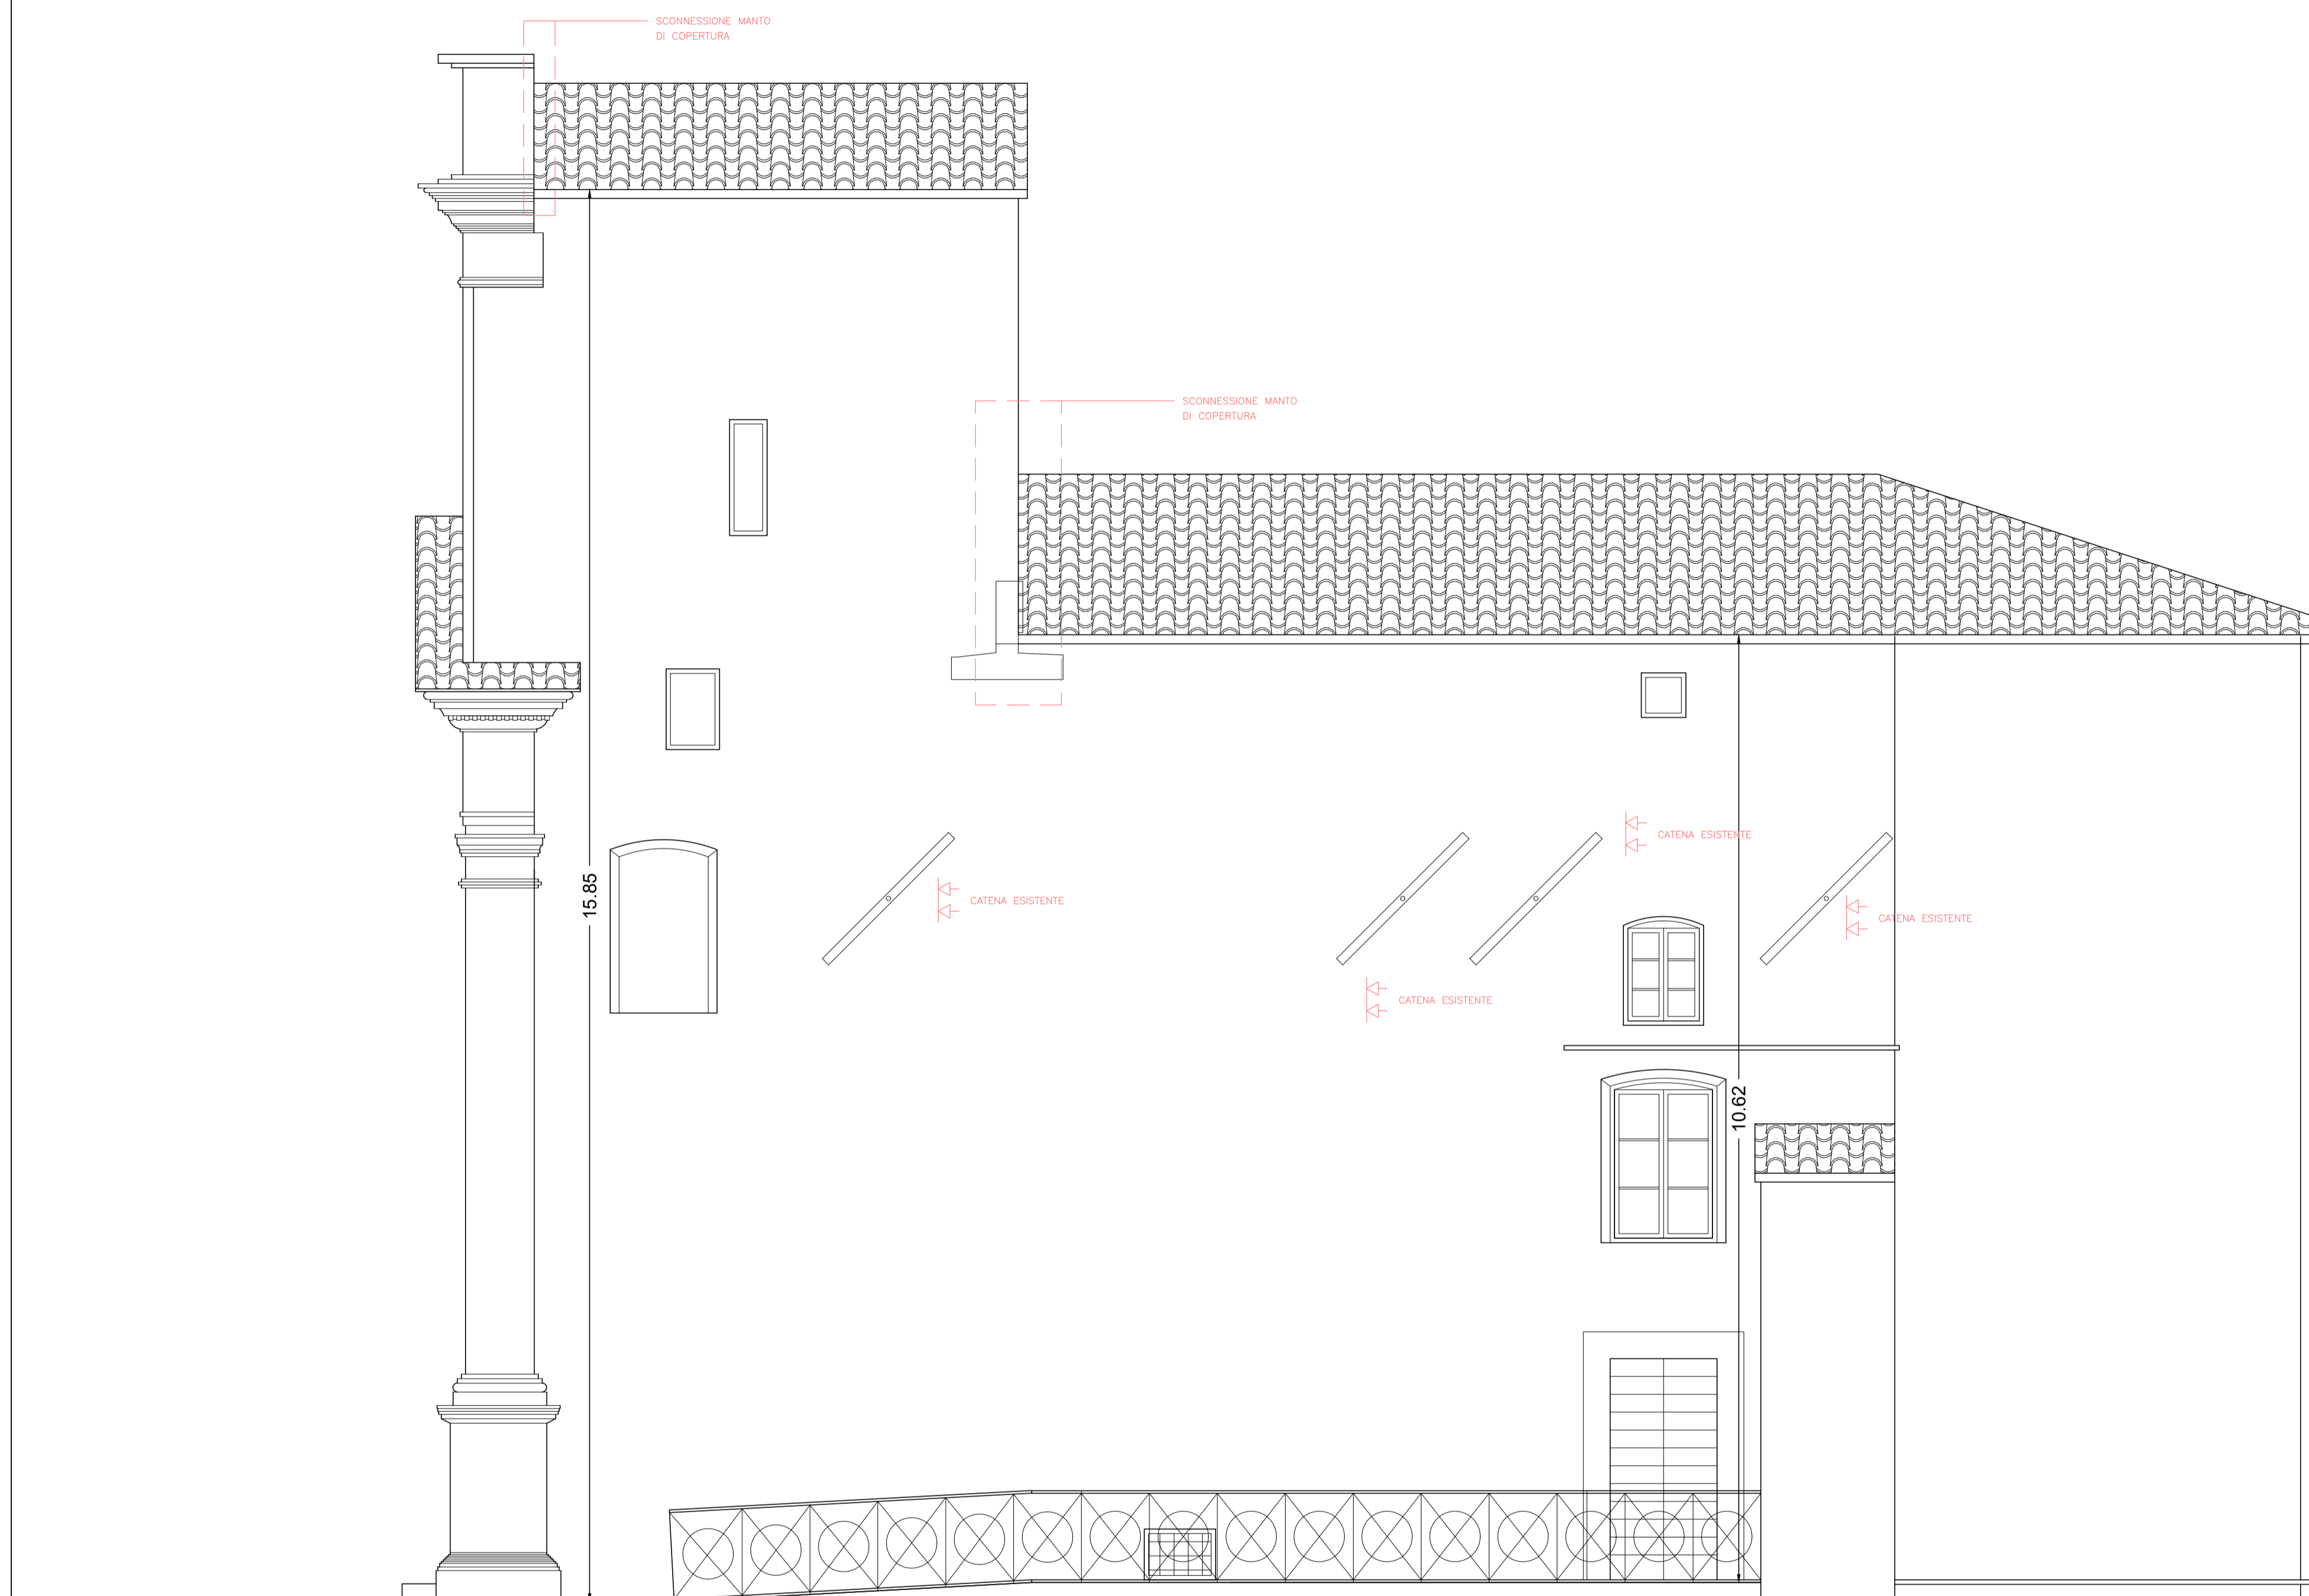 SCONNESSIONE MANTO
DI COPERTURA
SCONNESSIONE MANTO
DI COPERTURA
CATENA ESISTENTE
15.85
CATENA ESISTENTE
CATENA ESISTENTE
CATENA ESISTENTE
10.62